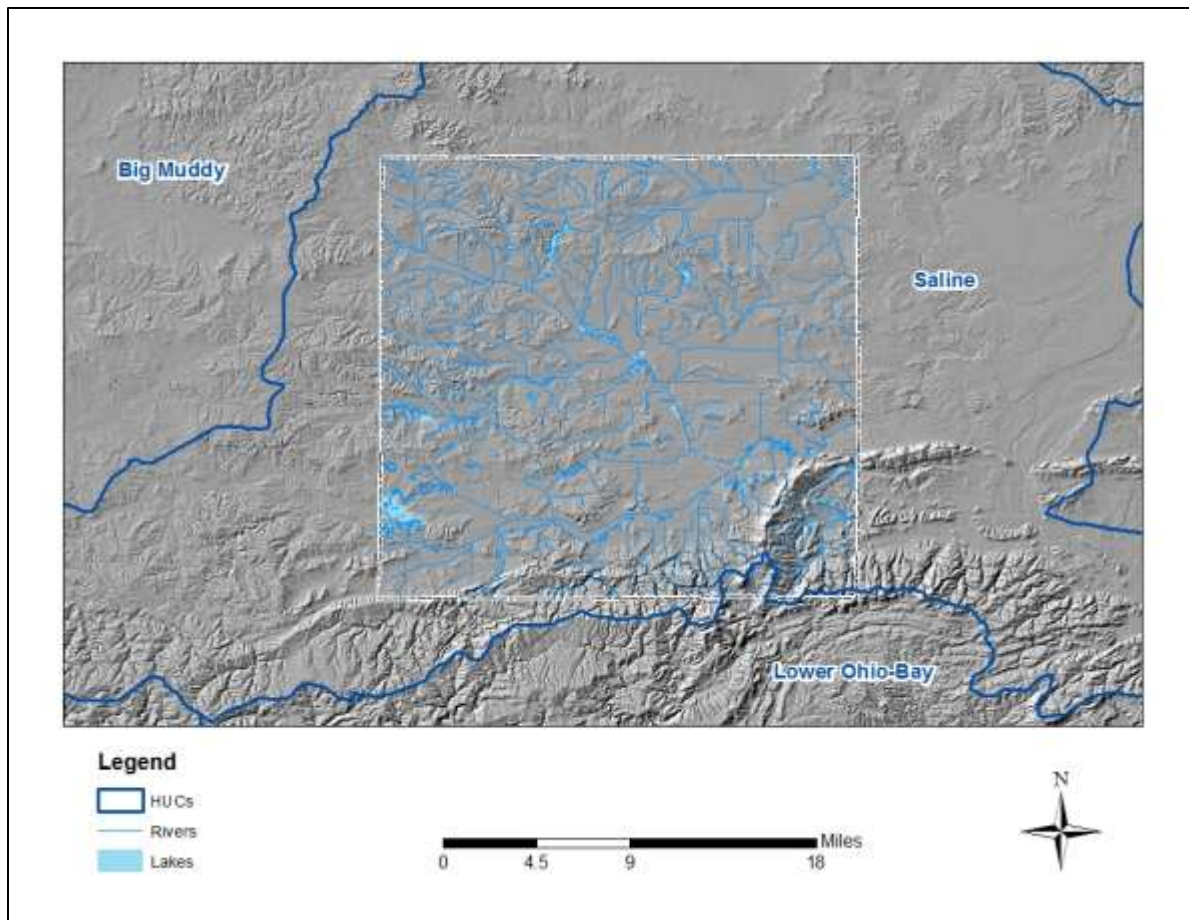 Big Muddy
Saline
Lower Ohio-Bay
Legend
HUCs
Rivers
Lakes
Miles
0 4.5 9 18
N